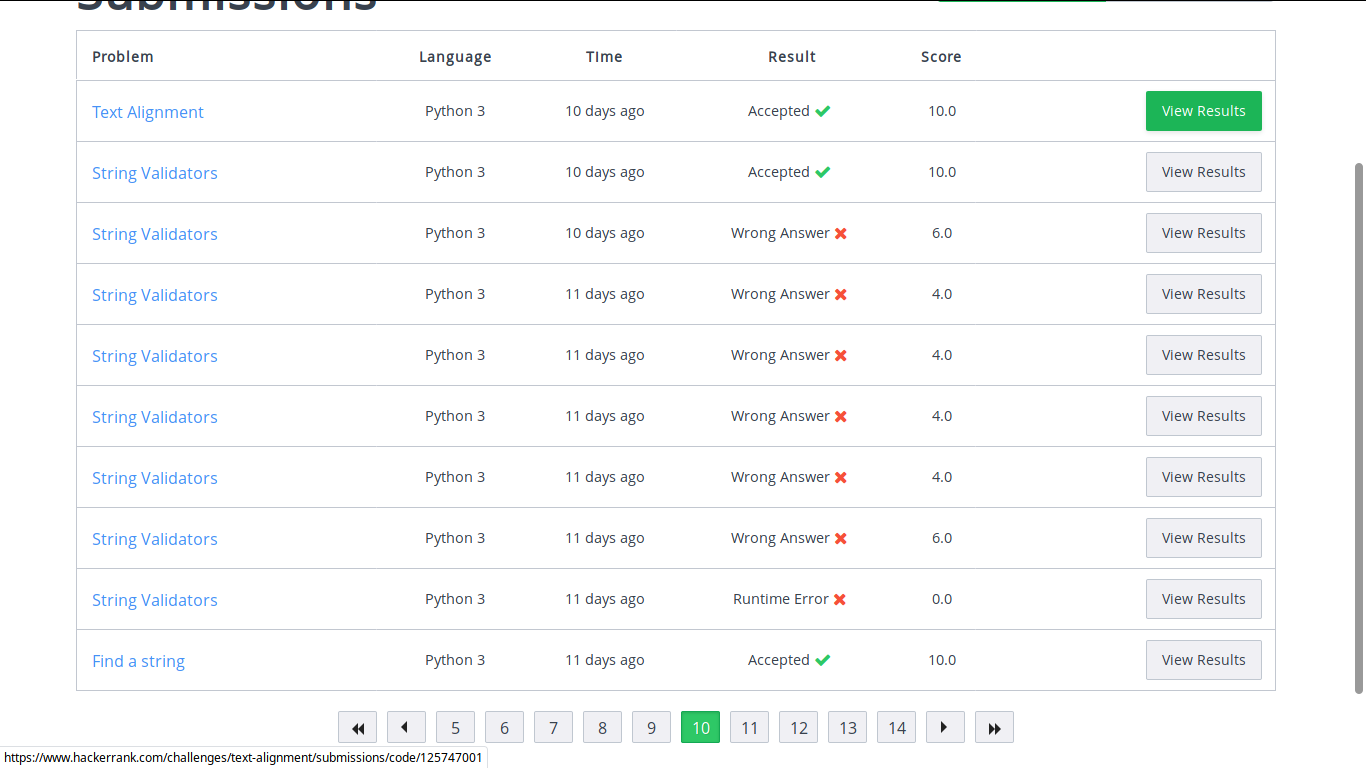 Submissions
Problem Language TIme Result Score
Text Alignment Python 3 10 days ago Accepted 10.0 View Results
String Validators Python 3 10 days ago Accepted 10.0 View Results
String Validators Python 3 10 days ago Wrong Answer 6.0 View Results
String Validators Python 3 11 days ago Wrong Answer 4.0 View Results
String Validators Python 3 11 days ago Wrong Answer 4.0 View Results
String Validators Python 3 11 days ago Wrong Answer 4.0 View Results
String Validators Python 3 11 days ago Wrong Answer 4.0 View Results
String Validators Python 3 11 days ago Wrong Answer 6.0 View Results
String Validators Python 3 11 days ago Runtime Error 0.0 View Results
Find a string Python 3 11 days ago Accepted 10.0 View Results
5 6 7 8 9 10 11 12 13 14
https://www.hackerrank.com/challenges/text-alignment/submissions/code/125747001